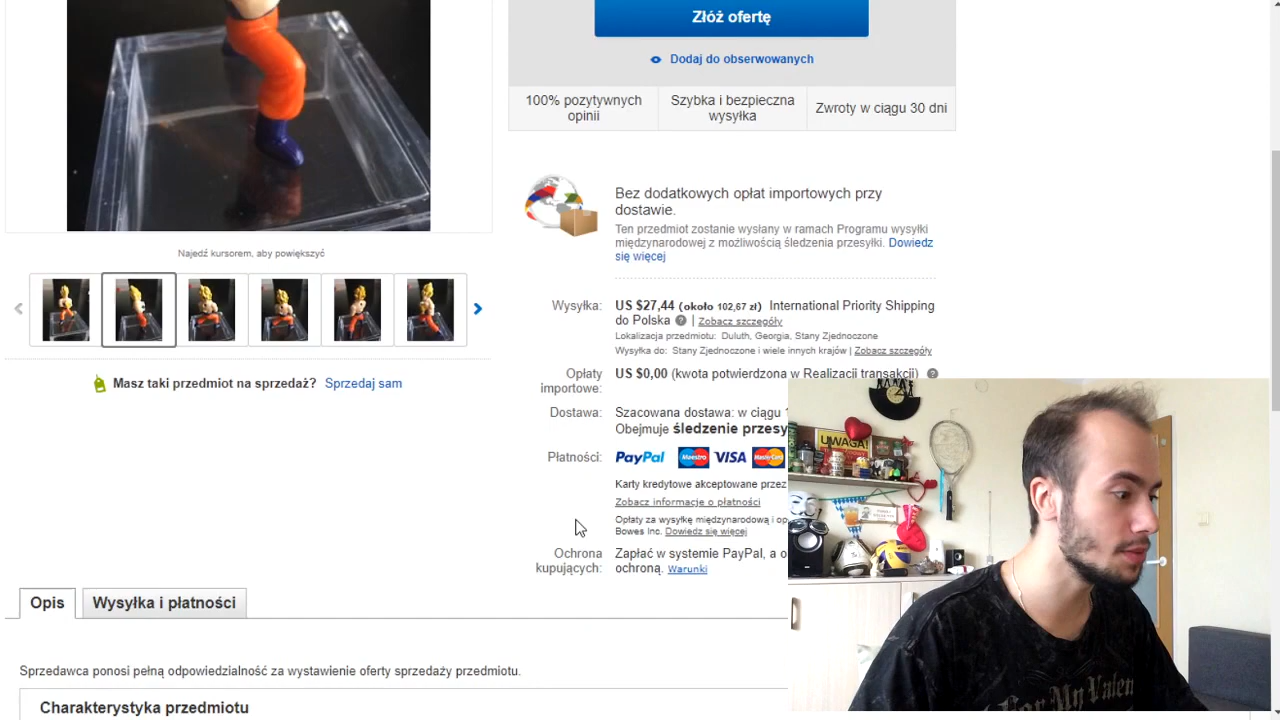 Złóż ofertę
Dodaj do obserwowanych
100% pozytywnych
opinii
Szybka i bezpieczna
wysyłka
Zwroty w ciągu 30 dni
Bez dodatkowych opłat importowych przy
dostawie.
Ten przedmiot zostanie wysłany w ramach Programu wysyłki
międzynarodowej z możliwością śledzenia przesyłki. Dowiedz
się więcej
Najedź kursorem, aby powiększyć
Masz taki przedmiot na sprzedaż? Sprzedaj sam
Wysyłka: US $27,44 (około 102,67 zł) International Priority Shipping
do Polska | Zobacz szczegóły
Lokalizacja przedmiotu: Duluth, Georgia, Stany Zjednoczone
Wysyłka do: Stany Zjednoczone i wiele innych krajów | Zobacz szczegóły
Opłaty
importowe:
US $0,00 (kwota potwierdzona w Realizacji transakcji)
Dostawa: Szacowana dostawa: w ciągu
Obejmuje śledzenie przesy
Płatności: PayPal Maestro VISA MasterCard
Karty kredytowe akceptowane przez
Zobacz informacje o płatności
Opłaty za wysyłkę międzynarodową i op
Bowes Inc. Dowiedz się więcej
Ochrona
kupujących:
Zapłać w systemie PayPal, a o
ochroną. Warunki
UWAGA!
Opis
Wysyłka i płatności
Sprzedawca ponosi pełną odpowiedzialność za wystawienie oferty sprzedaży przedmiotu.
Charakterystyka przedmiotu